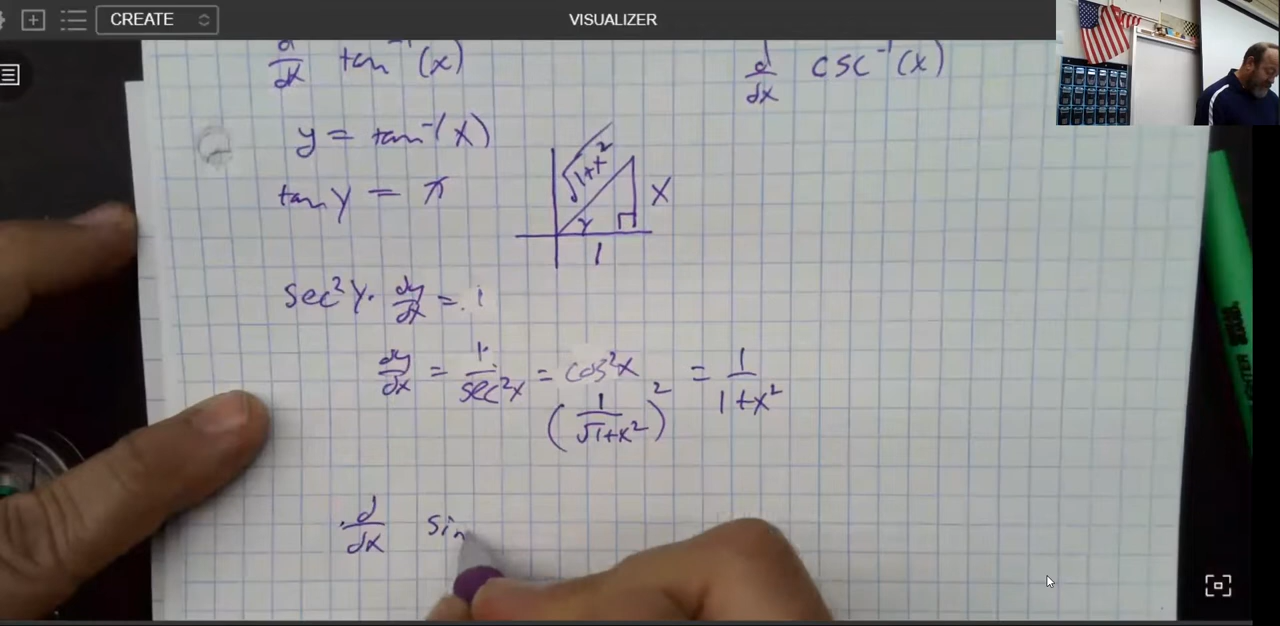 CREATE
VISUALIZER
d/dx tan⁻¹(x)
d/dx csc⁻¹(x)
y = tan⁻¹(x)
tan y = x
√1+x²
x
y
1
sec²y · dy/dx = 1
dy/dx = 1/sec²x = cos²x = 1/1+x²
(1/√1+x²)²
d/dx sin